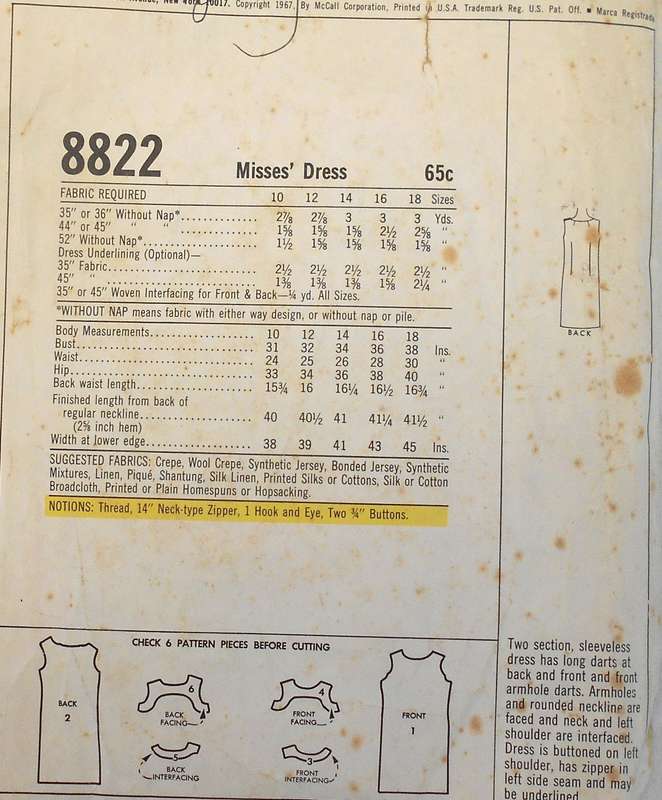 New York 10017. Copyright 1967, By McCall Corporation, Printed in U.S.A. Trademark Reg. U.S. Pat. Off. ■ Marca Registrada
8822 Misses' Dress 65c
FABRIC REQUIRED 10 12 14 16 18 Sizes
35" or 36" Without Nap*.............. 2⅞ 2⅞ 3 3 3 Yds.
44" or 45" " " .............. 1⅝ 1⅝ 1⅝ 2½ 2⅝ "
52" Without Nap*.............. 1½ 1⅝ 1⅝ 1⅝ 1⅝ "
Dress Underlining (Optional)—
35" Fabric.............. 2½ 2½ 2½ 2½ 2½ "
45" " .............. 1⅜ 1⅜ 1⅜ 1⅝ 2¼ "
35" or 45" Woven Interfacing for Front & Back—¼ yd. All Sizes.
*WITHOUT NAP means fabric with either way design, or without nap or pile.
Body Measurements.............. 10 12 14 16 18
Bust.............. 31 32 34 36 38 Ins.
Waist.............. 24 25 26 28 30 "
Hip.............. 33 34 36 38 40 "
Back waist length.............. 15¾ 16 16¼ 16½ 16¾ "
Finished length from back of
regular neckline.............. 40 40½ 41 41¼ 41½ "
(2⅝ inch hem)
Width at lower edge.............. 38 39 41 43 45 Ins.
SUGGESTED FABRICS: Crepe, Wool Crepe, Synthetic Jersey, Bonded Jersey, Synthetic
Mixtures, Linen, Piqué, Shantung, Silk Linen, Printed Silks or Cottons, Silk or Cotton
Broadcloth, Printed or Plain Homespuns or Hopsacking.
NOTIONS: Thread, 14" Neck-type Zipper, 1 Hook and Eye, Two ¾" Buttons.
BACK
CHECK 6 PATTERN PIECES BEFORE CUTTING
BACK
2
6
BACK
FACING
5
BACK
INTERFACING
4
FRONT
FACING
3
FRONT
INTERFACING
FRONT
1
Two section, sleeveless
dress has long darts at
back and front and front
armhole darts. Armholes
and rounded neckline are
faced and neck and left
shoulder are interfaced.
Dress is buttoned on left
shoulder, has zipper in
left side seam and may
be underlined